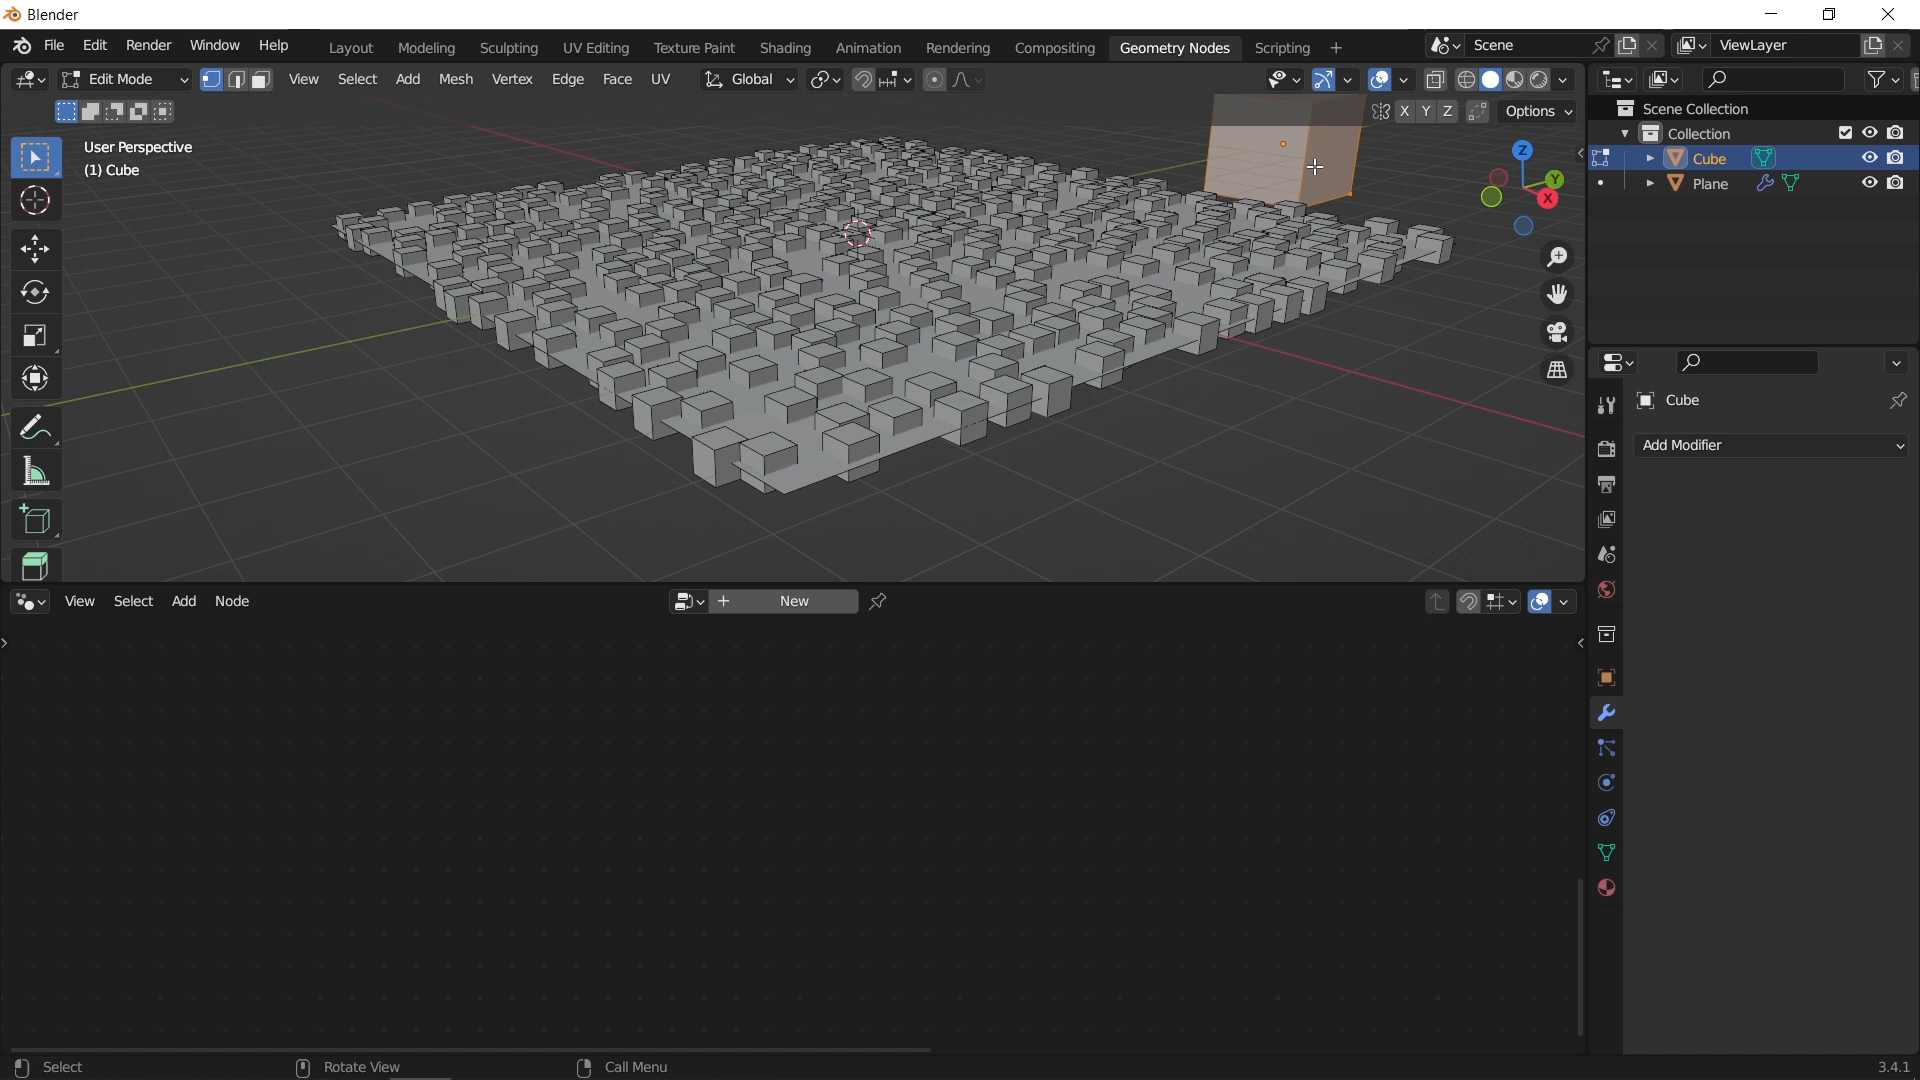 Blender
File Edit Render Window Help Layout Modeling Sculpting UV Editing Texture Paint Shading Animation Rendering Compositing Geometry Nodes Scripting Scene ViewLayer
Edit Mode View Select Add Mesh Vertex Edge Face UV Global
X Y Z Options
User Perspective
(1) Cube
Z
Y
X
Scene Collection
Collection
Cube
Plane
Cube
Add Modifier
View Select Add Node New
Select Rotate View Call Menu 3.4.1